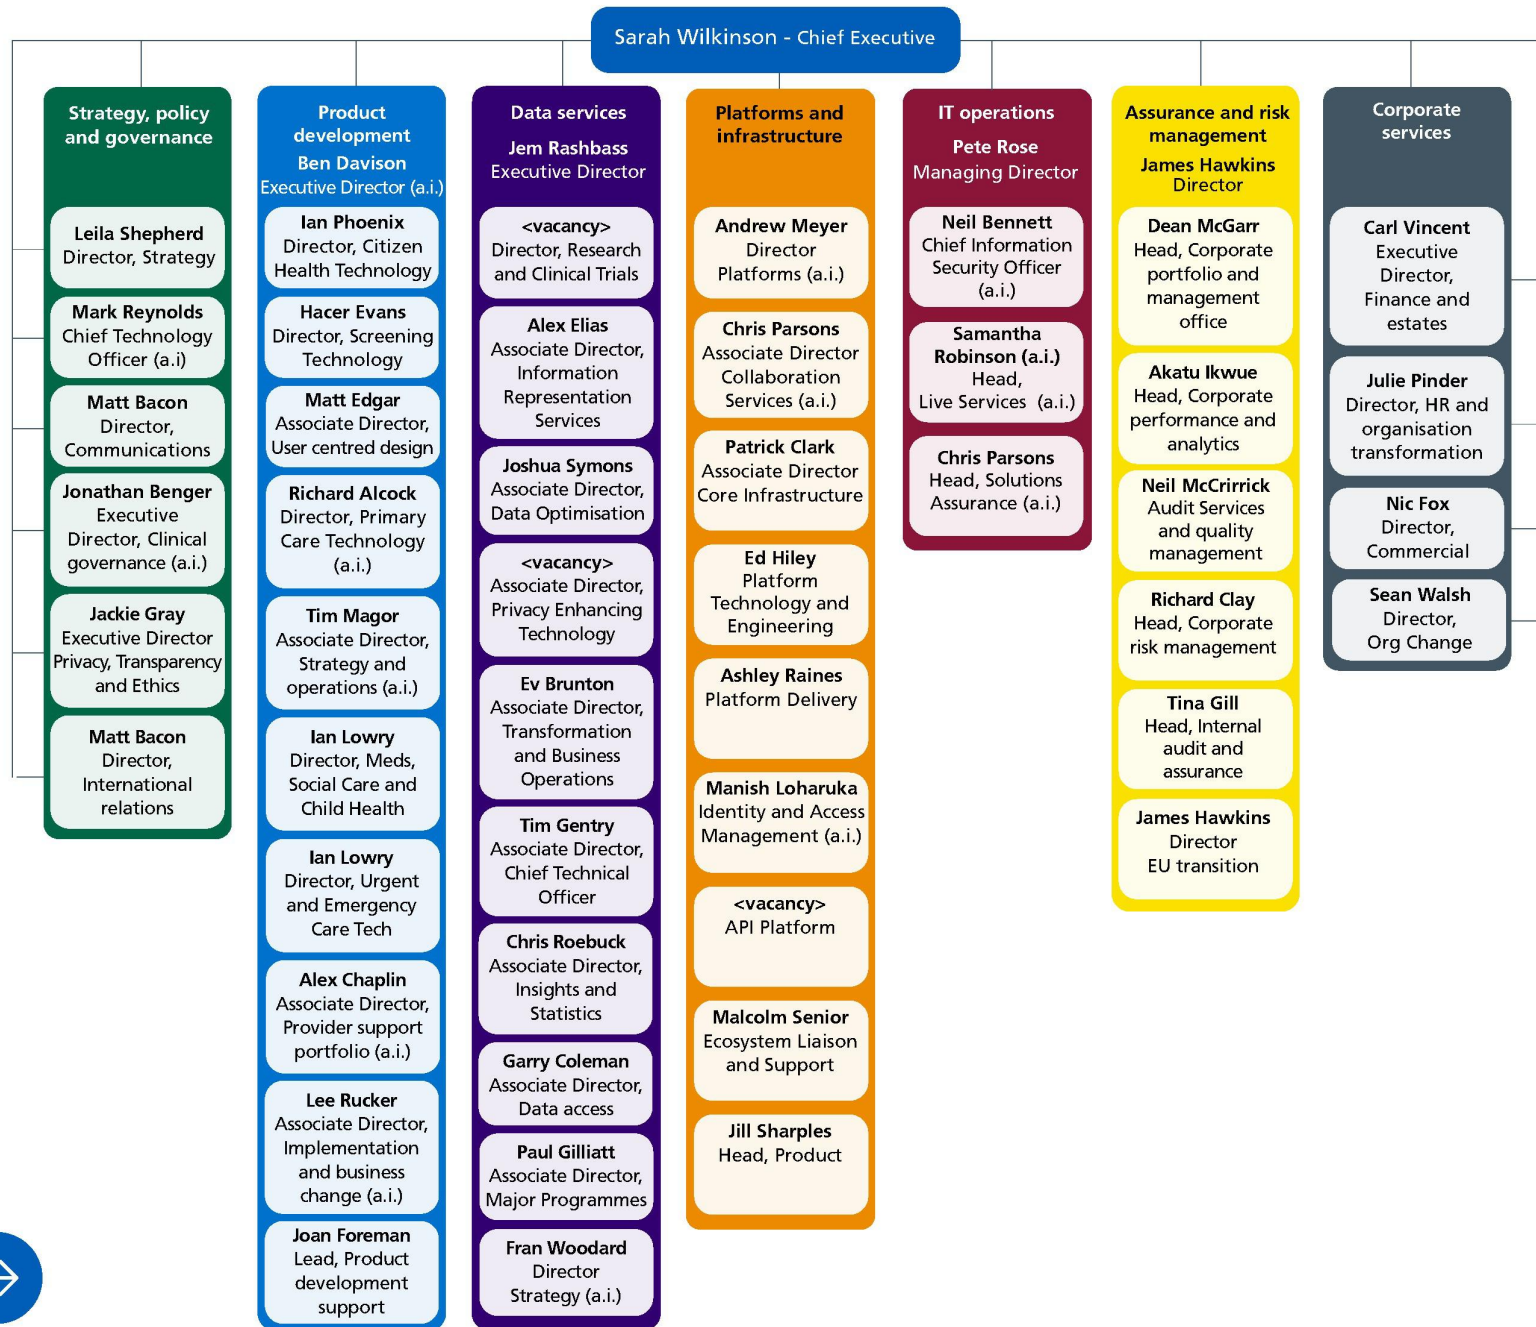 Sarah Wilkinson - Chief Executive
Strategy, policy
and governance
Leila Shepherd
Director, Strategy
Mark Reynolds
Chief Technology
Officer (a.i)
Matt Bacon
Director,
Communications
Jonathan Benger
Executive
Director, Clinical
governance (a.i.)
Jackie Gray
Executive Director
Privacy, Transparency
and Ethics
Matt Bacon
Director,
International
relations
Product
development
Ben Davison
Executive Director (a.i.)
Ian Phoenix
Director, Citizen
Health Technology
Hacer Evans
Director, Screening
Technology
Matt Edgar
Associate Director,
User centred design
Richard Alcock
Director, Primary
Care Technology
(a.i.)
Tim Magor
Associate Director,
Strategy and
operations (a.i.)
Ian Lowry
Director, Meds,
Social Care and
Child Health
Ian Lowry
Director, Urgent
and Emergency
Care Tech
Alex Chaplin
Associate Director,
Provider support
portfolio (a.i.)
Lee Rucker
Associate Director,
Implementation
and business
change (a.i.)
Joan Foreman
Lead, Product
development
support
Data services
Jem Rashbass
Executive Director
<vacancy>
Director, Research
and Clinical Trials
Alex Elias
Associate Director,
Information
Representation
Services
Joshua Symons
Associate Director,
Data Optimisation
<vacancy>
Associate Director,
Privacy Enhancing
Technology
Ev Brunton
Associate Director,
Transformation
and Business
Operations
Tim Gentry
Associate Director,
Chief Technical
Officer
Chris Roebuck
Associate Director,
Insights and
Statistics
Garry Coleman
Associate Director,
Data access
Paul Gilliatt
Associate Director,
Major Programmes
Fran Woodard
Director
Strategy (a.i.)
Platforms and
infrastructure
Andrew Meyer
Director
Platforms (a.i.)
Chris Parsons
Associate Director
Collaboration
Services (a.i.)
Patrick Clark
Associate Director
Core Infrastructure
Ed Hiley
Platform
Technology and
Engineering
Ashley Raines
Platform Delivery
Manish Loharuka
Identity and Access
Management (a.i.)
<vacancy>
API Platform
Malcolm Senior
Ecosystem Liaison
and Support
Jill Sharples
Head, Product
IT operations
Pete Rose
Managing Director
Neil Bennett
Chief Information
Security Officer
(a.i.)
Samantha
Robinson (a.i.)
Head,
Live Services (a.i.)
Chris Parsons
Head, Solutions
Assurance (a.i.)
Assurance and risk
management
James Hawkins
Director
Dean McGarr
Head, Corporate
portfolio and
management
office
Akatu Ikwue
Head, Corporate
performance and
analytics
Neil McCrirrick
Audit Services
and quality
management
Richard Clay
Head, Corporate
risk management
Tina Gill
Head, Internal
audit and
assurance
James Hawkins
Director
EU transition
Corporate
services
Carl Vincent
Executive
Director,
Finance and
estates
Julie Pinder
Director, HR and
organisation
transformation
Nic Fox
Director,
Commercial
Sean Walsh
Director,
Org Change